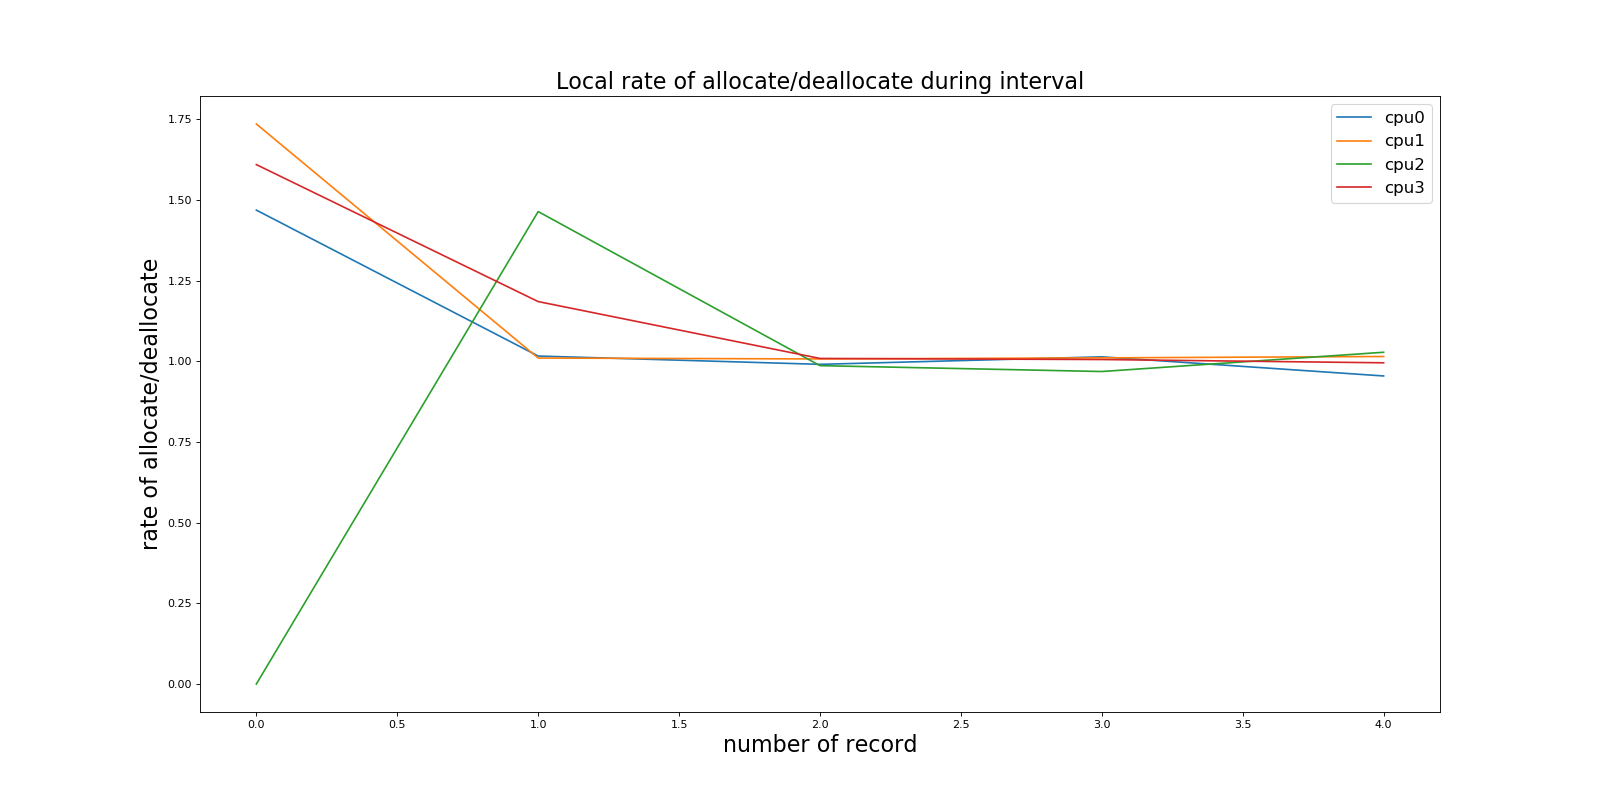 Local rate of allocate/deallocate during interval
cpu0
cpu1
cpu2
cpu3
rate of allocate/deallocate
1.75
1.50
1.25
1.00
0.75
0.50
0.25
0.00
0.0 0.5 1.0 1.5 2.0 2.5 3.0 3.5 4.0
number of record